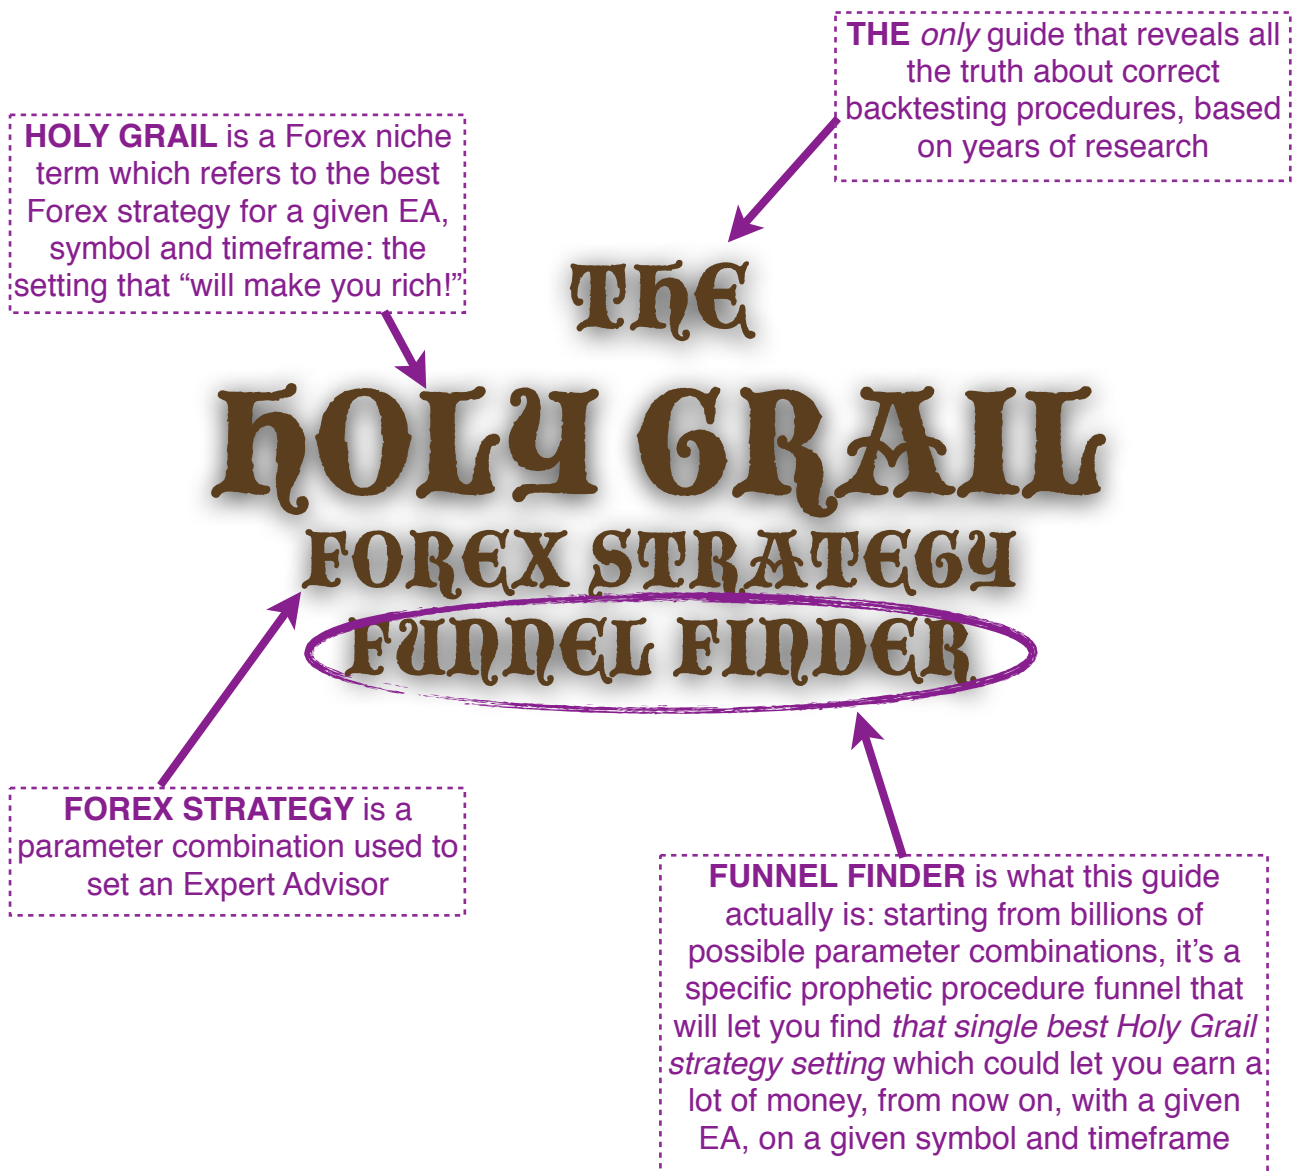 THE only guide that reveals all
the truth about correct
backtesting procedures, based
on years of research
HOLY GRAIL is a Forex niche
term which refers to the best
Forex strategy for a given EA,
symbol and timeframe: the
setting that “will make you rich!”
THE
HOLY GRAIL
FOREX STRATEGY
FUNNEL FINDER
FOREX STRATEGY is a
parameter combination used to
set an Expert Advisor
FUNNEL FINDER is what this guide
actually is: starting from billions of
possible parameter combinations, it’s a
specific prophetic procedure funnel that
will let you find that single best Holy Grail
strategy setting which could let you earn a
lot of money, from now on, with a given
EA, on a given symbol and timeframe